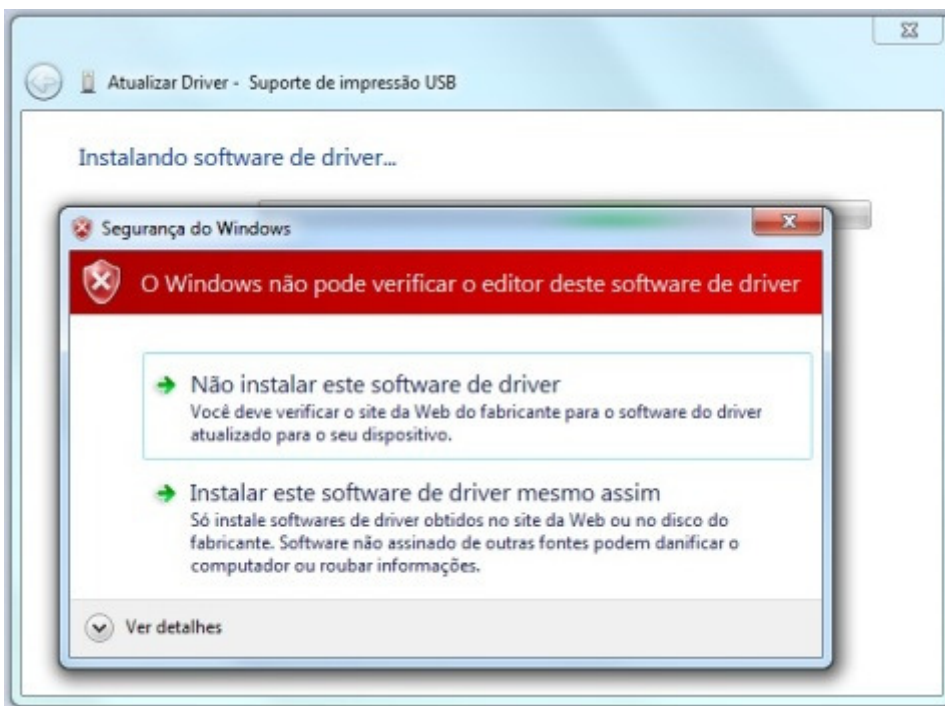 Atualizar Driver - Suporte de impressão USB
Instalando software de driver...
Segurança do Windows
O Windows não pode verificar o editor deste software de driver
Não instalar este software de driver
Você deve verificar o site da Web do fabricante para o software do driver
atualizado para o seu dispositivo.
Instalar este software de driver mesmo assim
Só instale softwares de driver obtidos no site da Web ou no disco do
fabricante. Software não assinado de outras fontes podem danificar o
computador ou roubar informações.
Ver detalhes